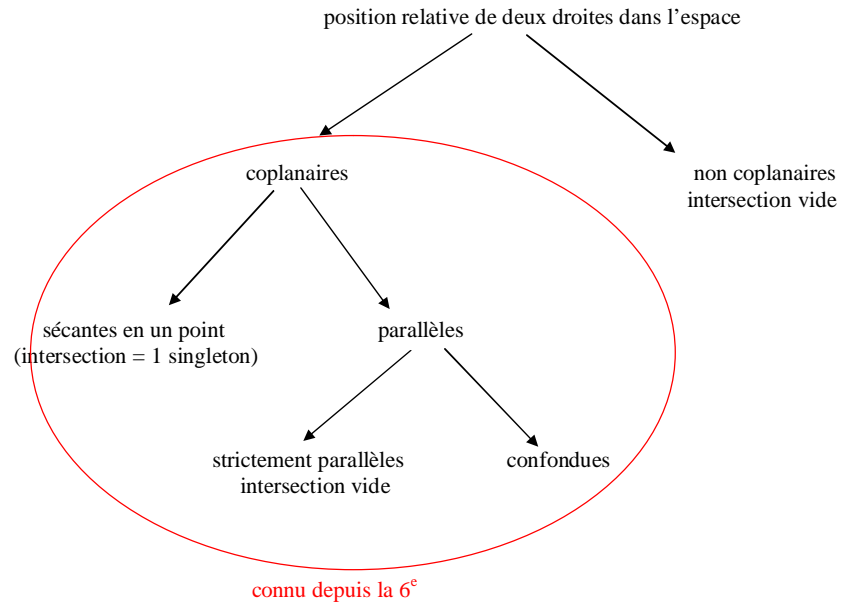 position relative de deux droites dans l’espace
coplanaires
non coplanaires
intersection vide
sécantes en un point
(intersection = 1 singleton)
parallèles
strictement parallèles
intersection vide
confondues
connu depuis la 6ᵉ